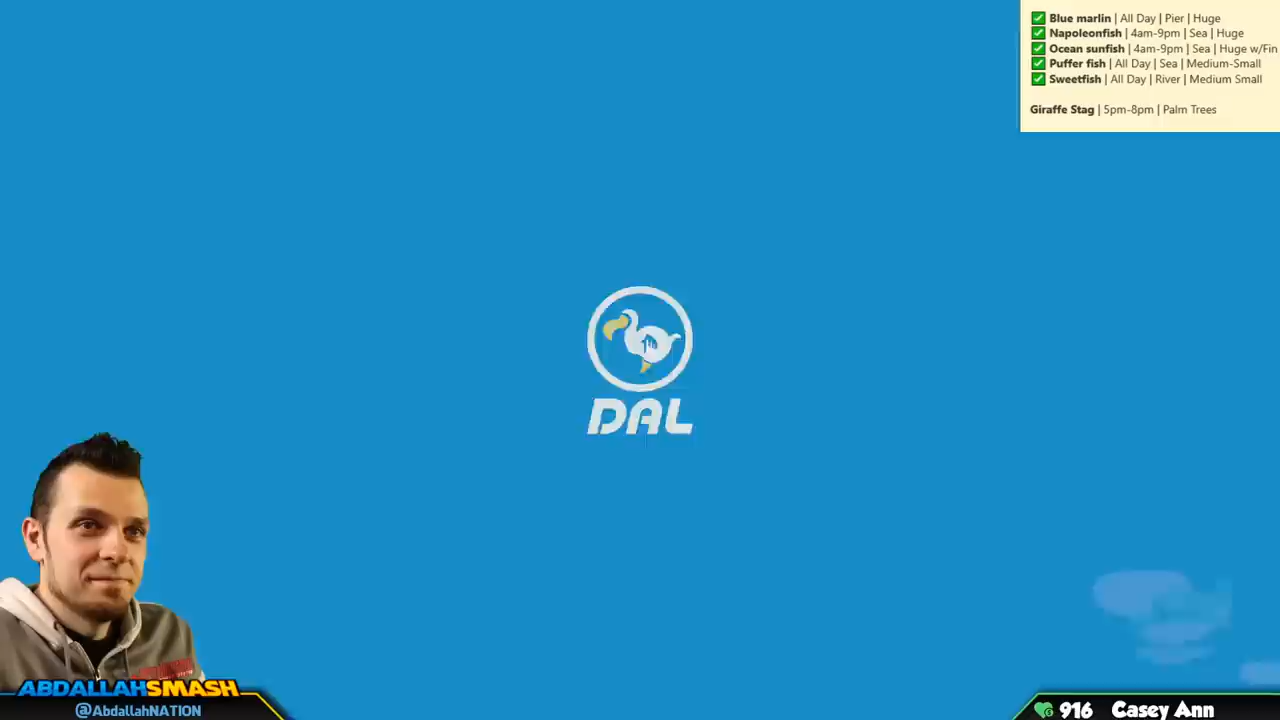 ✅ Blue marlin | All Day | Pier | Huge
✅ Napoleonfish | 4am-9pm | Sea | Huge
✅ Ocean sunfish | 4am-9pm | Sea | Huge w/Fin
✅ Puffer fish | All Day | Sea | Medium-Small
✅ Sweetfish | All Day | River | Medium Small
Giraffe Stag | 5pm-8pm | Palm Trees
DAL
ABDALLAHSMASH
@AbdallahNATION
916 Casey Ann